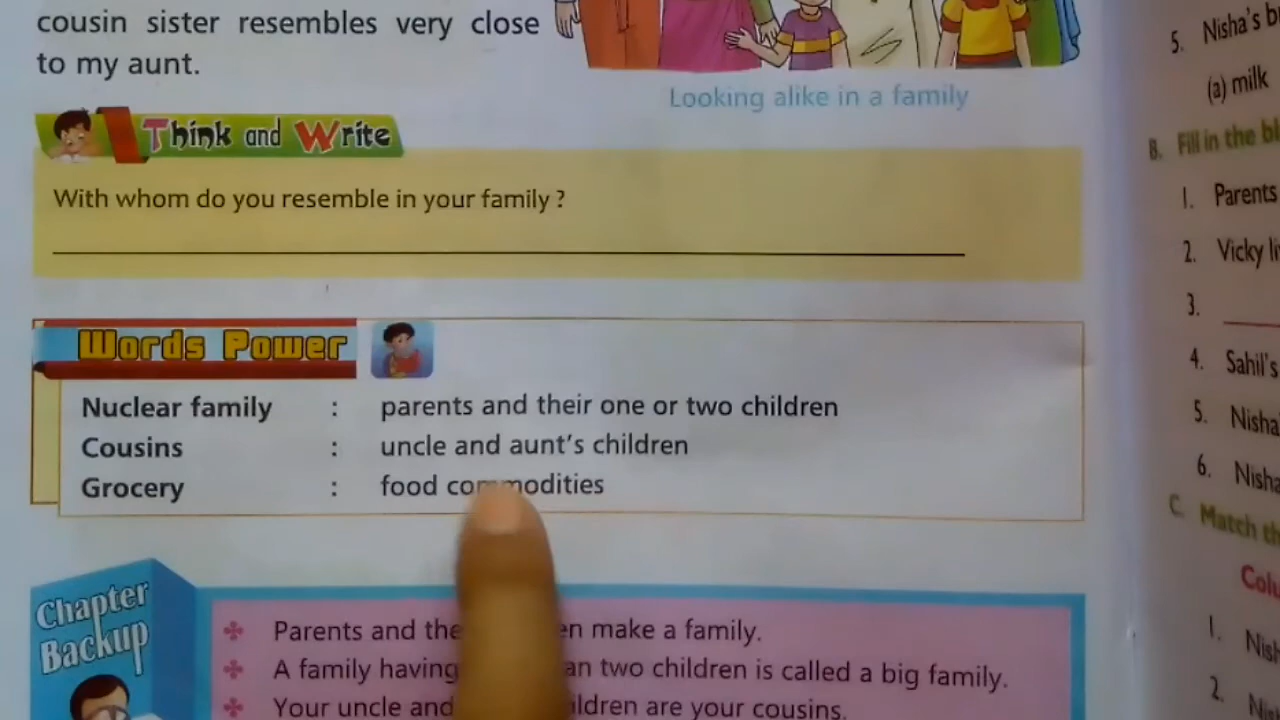 cousin sister resembles very close
to my aunt.
Looking alike in a family
Think and Write
With whom do you resemble in your family ?
Words Power
Nuclear family : parents and their one or two children
Cousins : uncle and aunt's children
Grocery : food commodities
Chapter
Backup
Parents and the make a family.
A family having two children is called a big family.
Your uncle and are your cousins.
5. Nisha's
(a) milk
B. Fill in the
1. Parents
2. Vicky
3.
4. Sahil's
5. Nisha
6. Nisha
C. Match
1.
2.